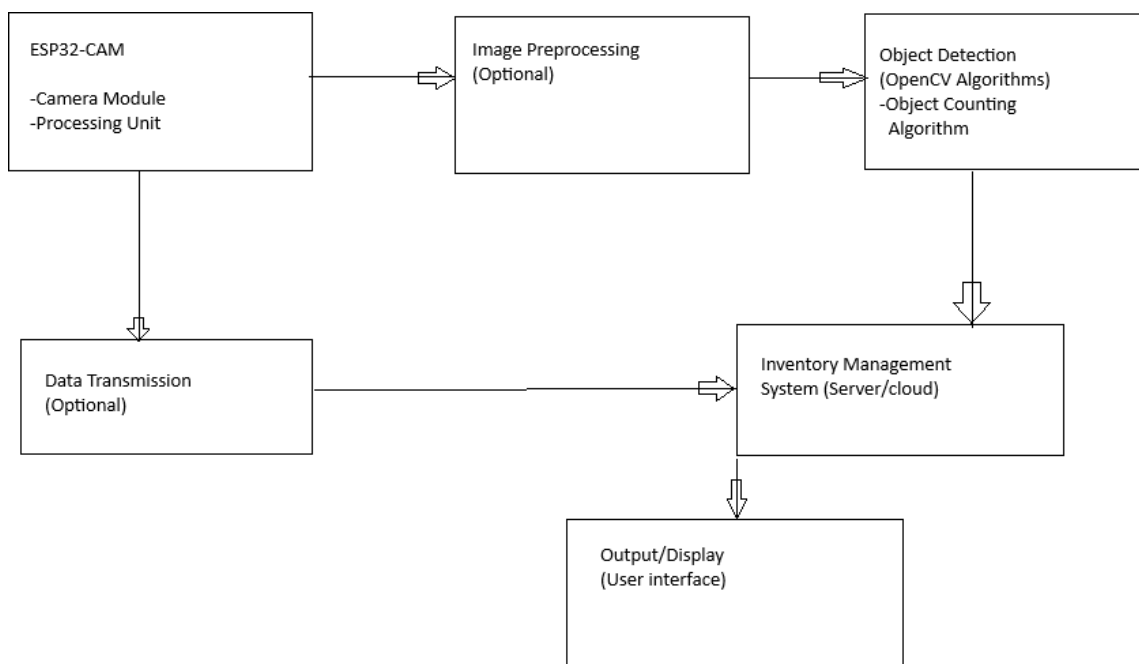 ESP32-CAM
-Camera Module
-Processing Unit
Image Preprocessing
(Optional)
Object Detection
(OpenCV Algorithms)
-Object Counting
Algorithm
Data Transmission
(Optional)
Inventory Management
System (Server/cloud)
Output/Display
(User interface)